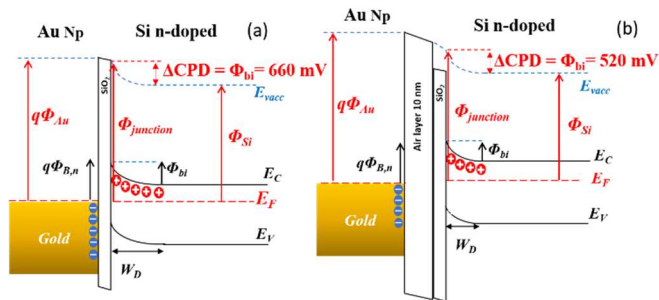 Au Np
Si n-doped
(a)
SiO₂
ΔCPD = Φbi= 660 mV
Evacc
qΦAu
Φjunction
ΦSi
qΦB,n
Φbi
EC
EF
Gold
EV
WD
Au Np
Si n-doped
(b)
ΔCPD = Φbi= 520 mV
Evacc
SiO₂
Air layer 10 nm
qΦAu
Φjunction
ΦSi
qΦB,n
Φbi
EC
EF
Gold
EV
WD